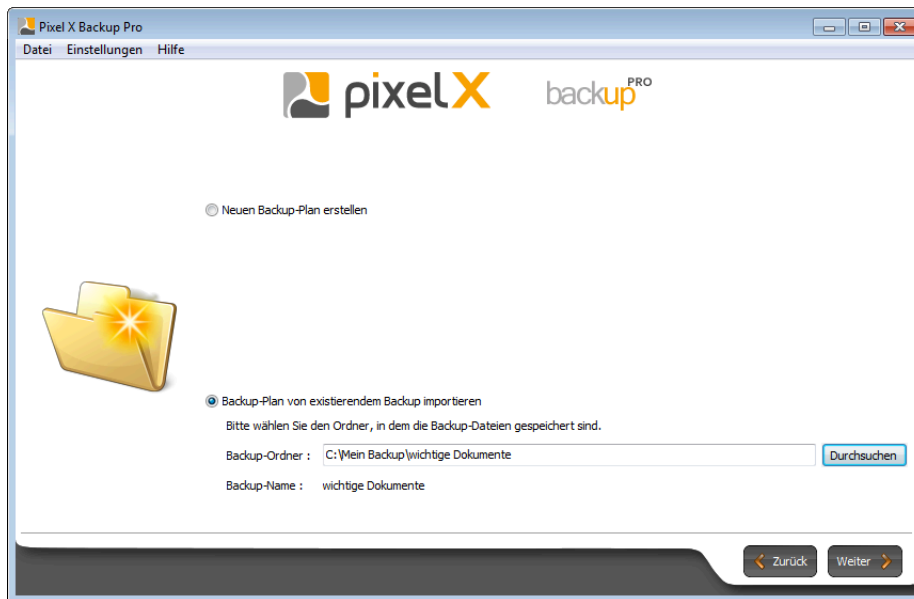 Pixel X Backup Pro
Datei Einstellungen Hilfe
pixelX backup PRO
Neuen Backup-Plan erstellen
Backup-Plan von existierendem Backup importieren
Bitte wählen Sie den Ordner, in dem die Backup-Dateien gespeichert sind.
Backup-Ordner : C:\Mein Backup\wichtige Dokumente Durchsuchen
Backup-Name : wichtige Dokumente
Zurück Weiter